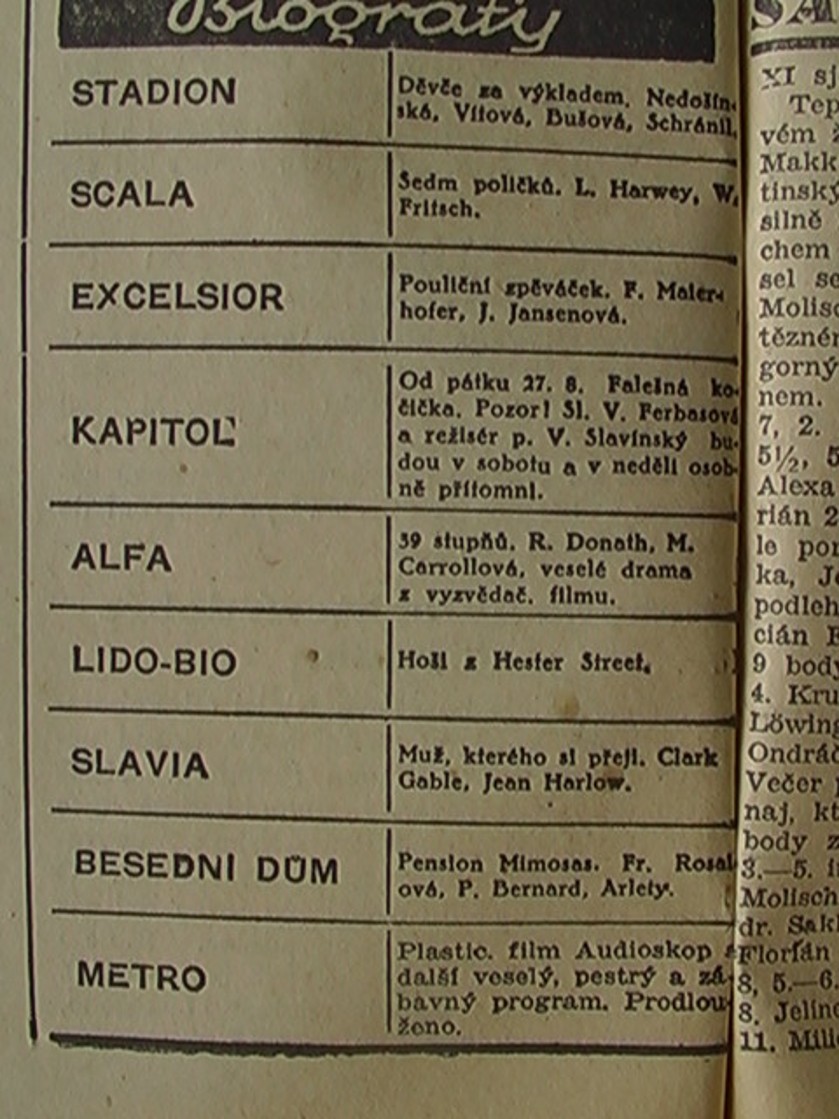 Biografy
STADION
Děvče za výkladem. Nedošín-
ská, Vítová, Bušová, Schránil.
SCALA
Sedm políčků. L. Harwey, W.
Fritsch.
EXCELSIOR
Pouliční zpěváček. F. Maier-
hofer, J. Jansenová.
KAPITOL
Od pátku 27. 8. Falešná ko-
čička. Pozor! Sl. V. Ferbasová
a režisér p. V. Slavínský bu-
dou v sobotu a v neděli osob-
ně přítomni.
ALFA
39 stupňů. R. Donath, M.
Carrollová, veselé drama
z vyzvědač. filmu.
LIDO-BIO
Hoši z Hester Street.
SLAVIA
Muž, kterého si přeji. Clark
Gable, Jean Harlow.
BESEDNÍ DŮM
Pension Mimosas. Fr. Rosal
ová, P. Bernard, Arlety.
METRO
Plastic. film Audioskop
další veselý, pestrý a zá-
bavný program. Prodlou-
ženo.
XI sj
Tep
vém
Makk
tinský
silně
chem
sel se
Molisc
tězném
gorný
nem.
7, 2.
5½, 5
Alexa
rián 2
le por
ka, Je
podleh
cián
9 body
4. Kru
Löwing
Ondráč
Večer
naj, kt
body z
3.—5.
Molisch
dr. Sakl
Florián
8, 5.—6.
8. Jelin
11. Mili